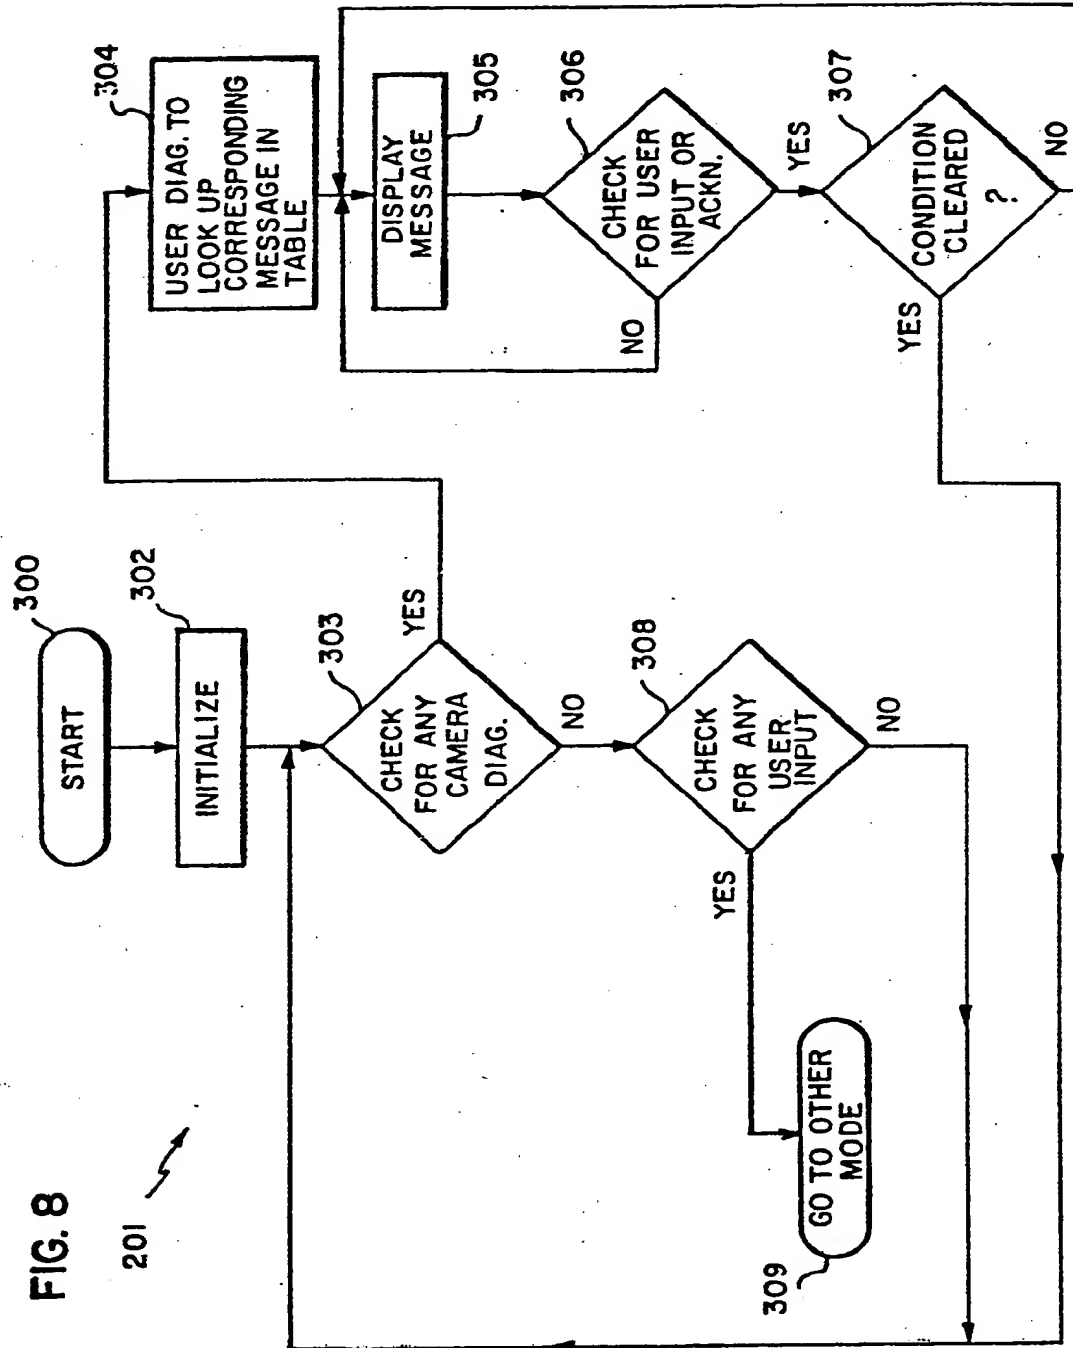 FIG. 8
201
START
300
INITIALIZE
302
CHECK
FOR ANY
CAMERA
DIAG.
303
YES
NO
CHECK
FOR ANY
USER
INPUT
308
YES
NO
GO TO OTHER
MODE
309
USER DIAG. TO
LOOK UP
CORRESPONDING
MESSAGE IN
TABLE
304
DISPLAY
MESSAGE
305
CHECK
FOR USER
INPUT OR
ACKN.
306
NO
YES
CONDITION
CLEARED
?
307
YES
NO